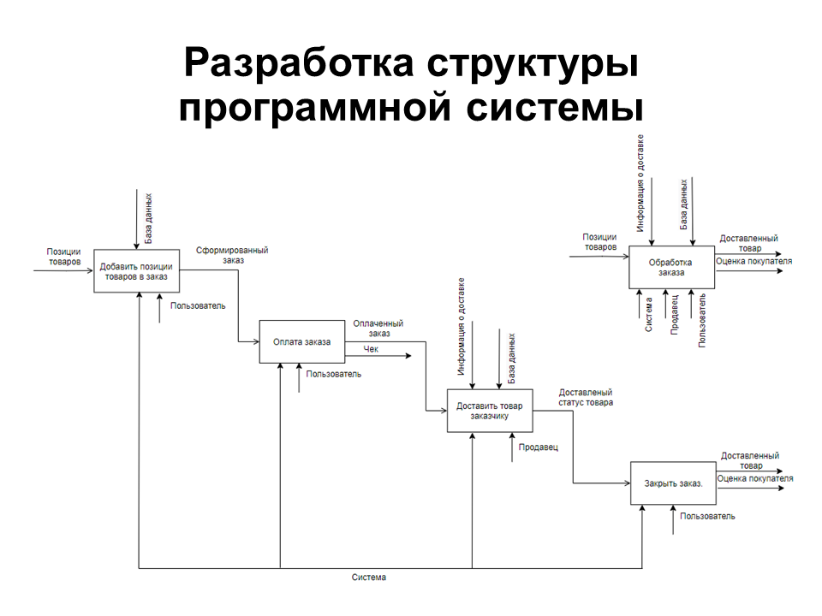 Разработка структуры
программной системы
Информация о доставке
База данных
Позиции
товаров
Обработка
заказа
Доставленный
товар
Оценка покупателя
Система
Продавец
Пользователь
База данных
Позиции
товаров
Добавить позиции
товаров в заказ
Сформированный
заказ
Пользователь
Оплата заказа
Оплаченный
заказ
Чек
Пользователь
Информация о доставке
База данных
Доставить товар
заказчику
Доставленый
статус товара
Продавец
Закрыть заказ.
Доставленный
товар
Оценка покупателя
Пользователь
Система